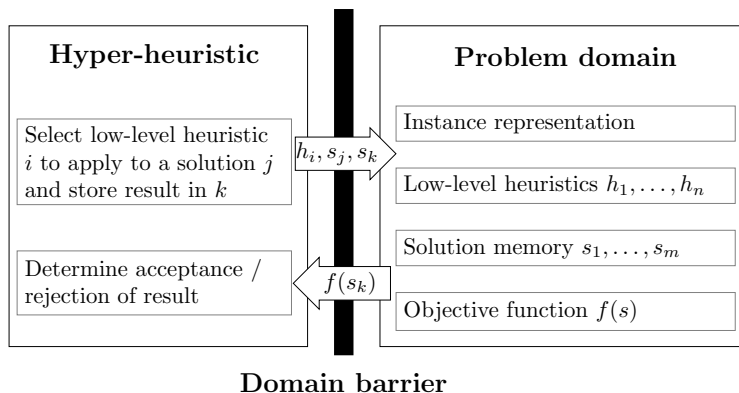 Hyper-heuristic
Select low-level heuristic
i to apply to a solution j
and store result in k
Determine acceptance /
rejection of result
h_i, s_j, s_k
f(s_k)
Problem domain
Instance representation
Low-level heuristics h_1, . . . , h_n
Solution memory s_1, . . . , s_m
Objective function f(s)
Domain barrier